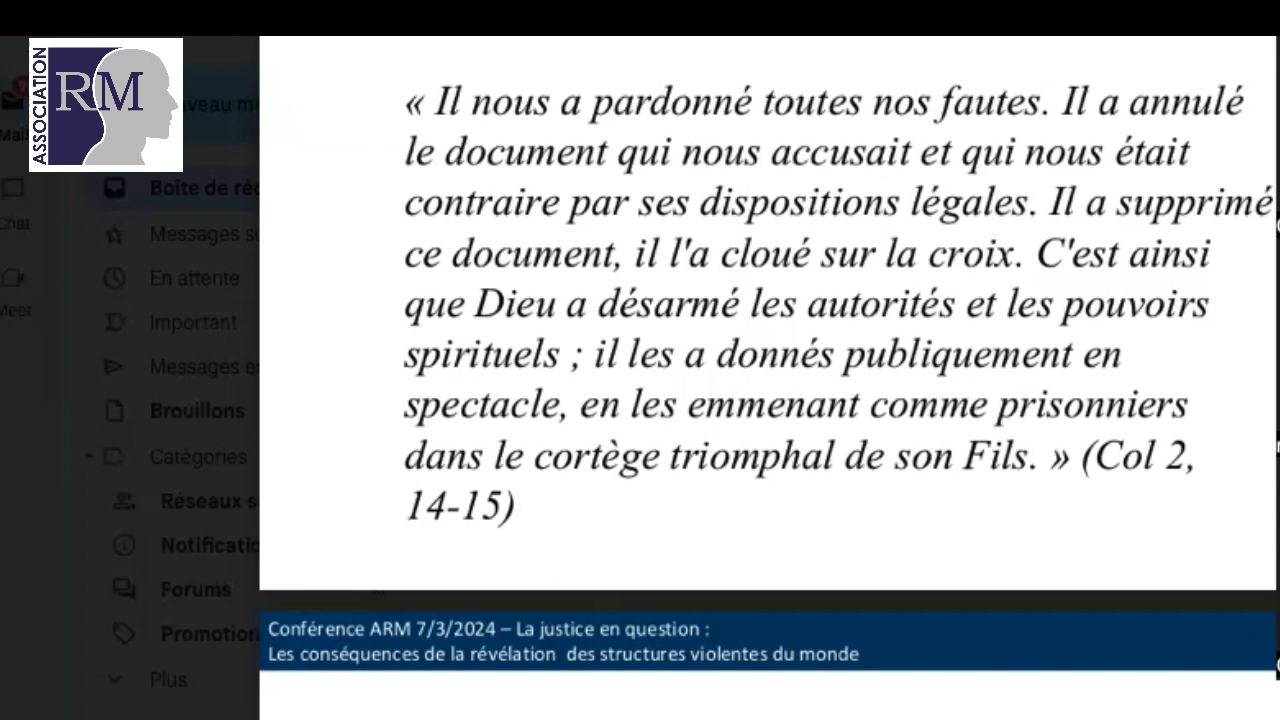 ASSOCIATION
RM
« Il nous a pardonné toutes nos fautes. Il a annulé
le document qui nous accusait et qui nous était
contraire par ses dispositions légales. Il a supprimé
ce document, il l'a cloué sur la croix. C'est ainsi
que Dieu a désarmé les autorités et les pouvoirs
spirituels ; il les a donnés publiquement en
spectacle, en les emmenant comme prisonniers
dans le cortège triomphal de son Fils. » (Col 2,
14-15)
Conférence ARM 7/3/2024 – La justice en question :
Les conséquences de la révélation des structures violentes du monde
Mail
Chat
Meet
Boîte de
Messages
En attente
Important
Messages
Brouillons
Catégories
Réseaux
Forums
Plus